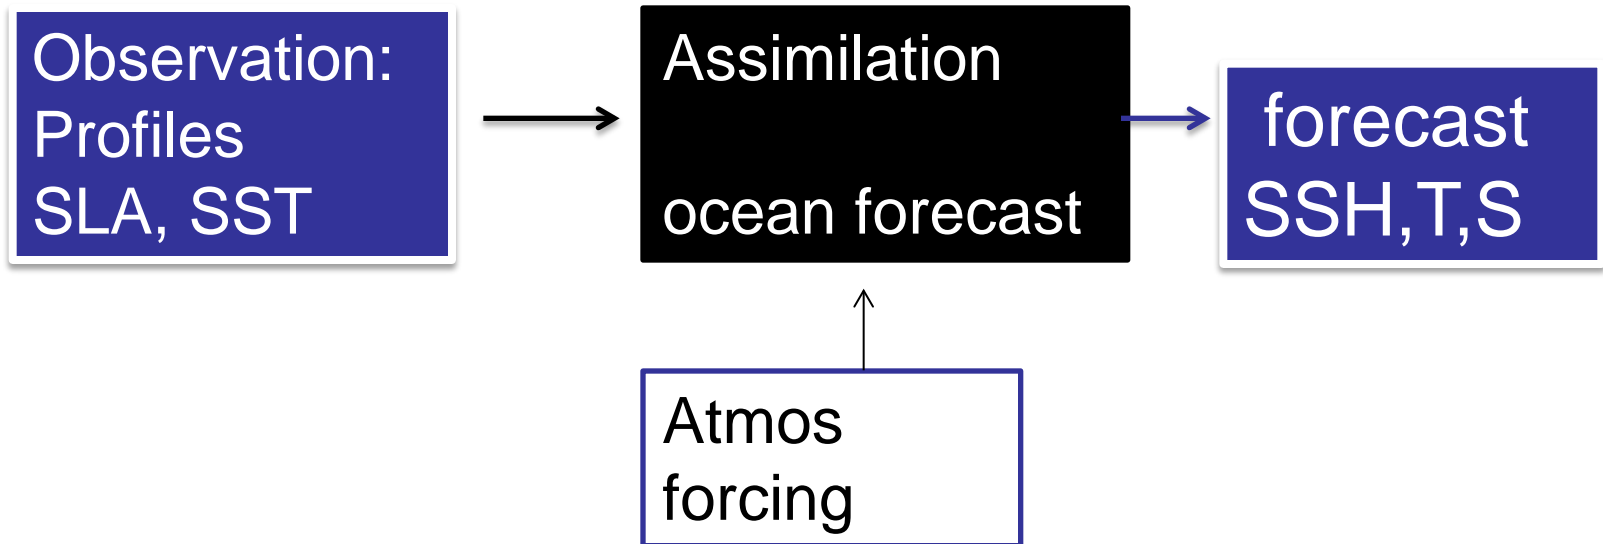 Observation:
Profiles
SLA, SST
Assimilation
ocean forecast
forecast
SSH,T,S
Atmos
forcing